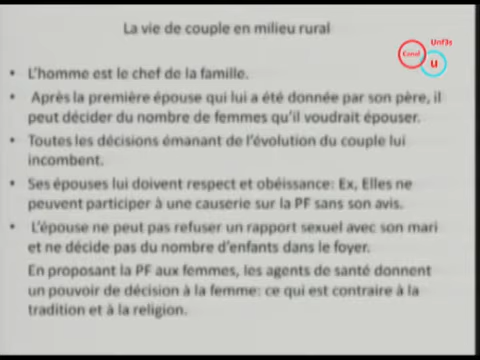 La vie de couple en milieu rural
Unf3s
Canal
u
• L'homme est le chef de la famille.
• Après la première épouse qui lui a été donnée par son père, il
peut décider du nombre de femmes qu'il voudrait épouser.
• Toutes les décisions émanant de l'évolution du couple lui
incombent.
• Ses épouses lui doivent respect et obéissance: Ex, Elles ne
peuvent participer à une causerie sur la PF sans son avis.
• L'épouse ne peut pas refuser un rapport sexuel avec son mari
et ne décide pas du nombre d'enfants dans le foyer.
En proposant la PF aux femmes, les agents de santé donnent
un pouvoir de décision à la femme: ce qui est contraire à la
tradition et à la religion.